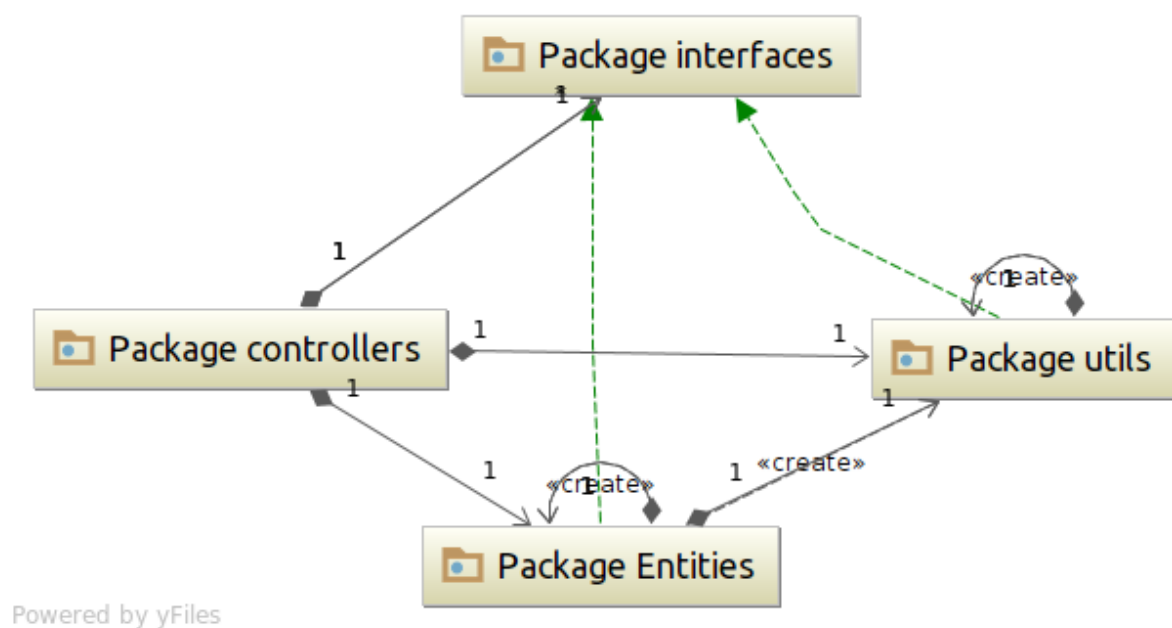 Package interfaces
1
1
«create»
1
Package controllers
1
1
Package utils
1
1
1
1
«create»
«create»
1
Package Entities
Powered by yFiles